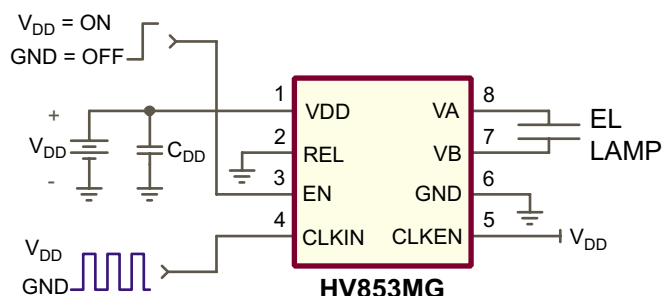 VDD = ON
GND = OFF
+
VDD
-
CDD
VDD
GND
1 VDD
2 REL
3 EN
4 CLKIN
VA 8
VB 7
GND 6
CLKEN 5
EL
LAMP
VDD
HV853MG